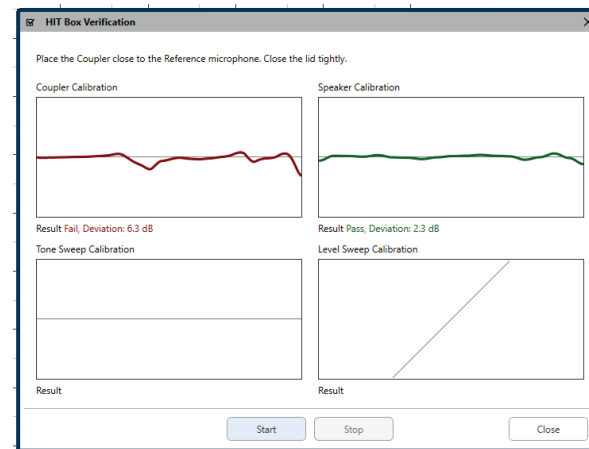 HIT Box Verification
Place the Coupler close to the Reference microphone. Close the lid tightly.
Coupler Calibration
Speaker Calibration
Result Fail, Deviation: 6.3 dB
Result Pass, Deviation: 2.3 dB
Tone Sweep Calibration
Level Sweep Calibration
Result
Result
Start
Stop
Close